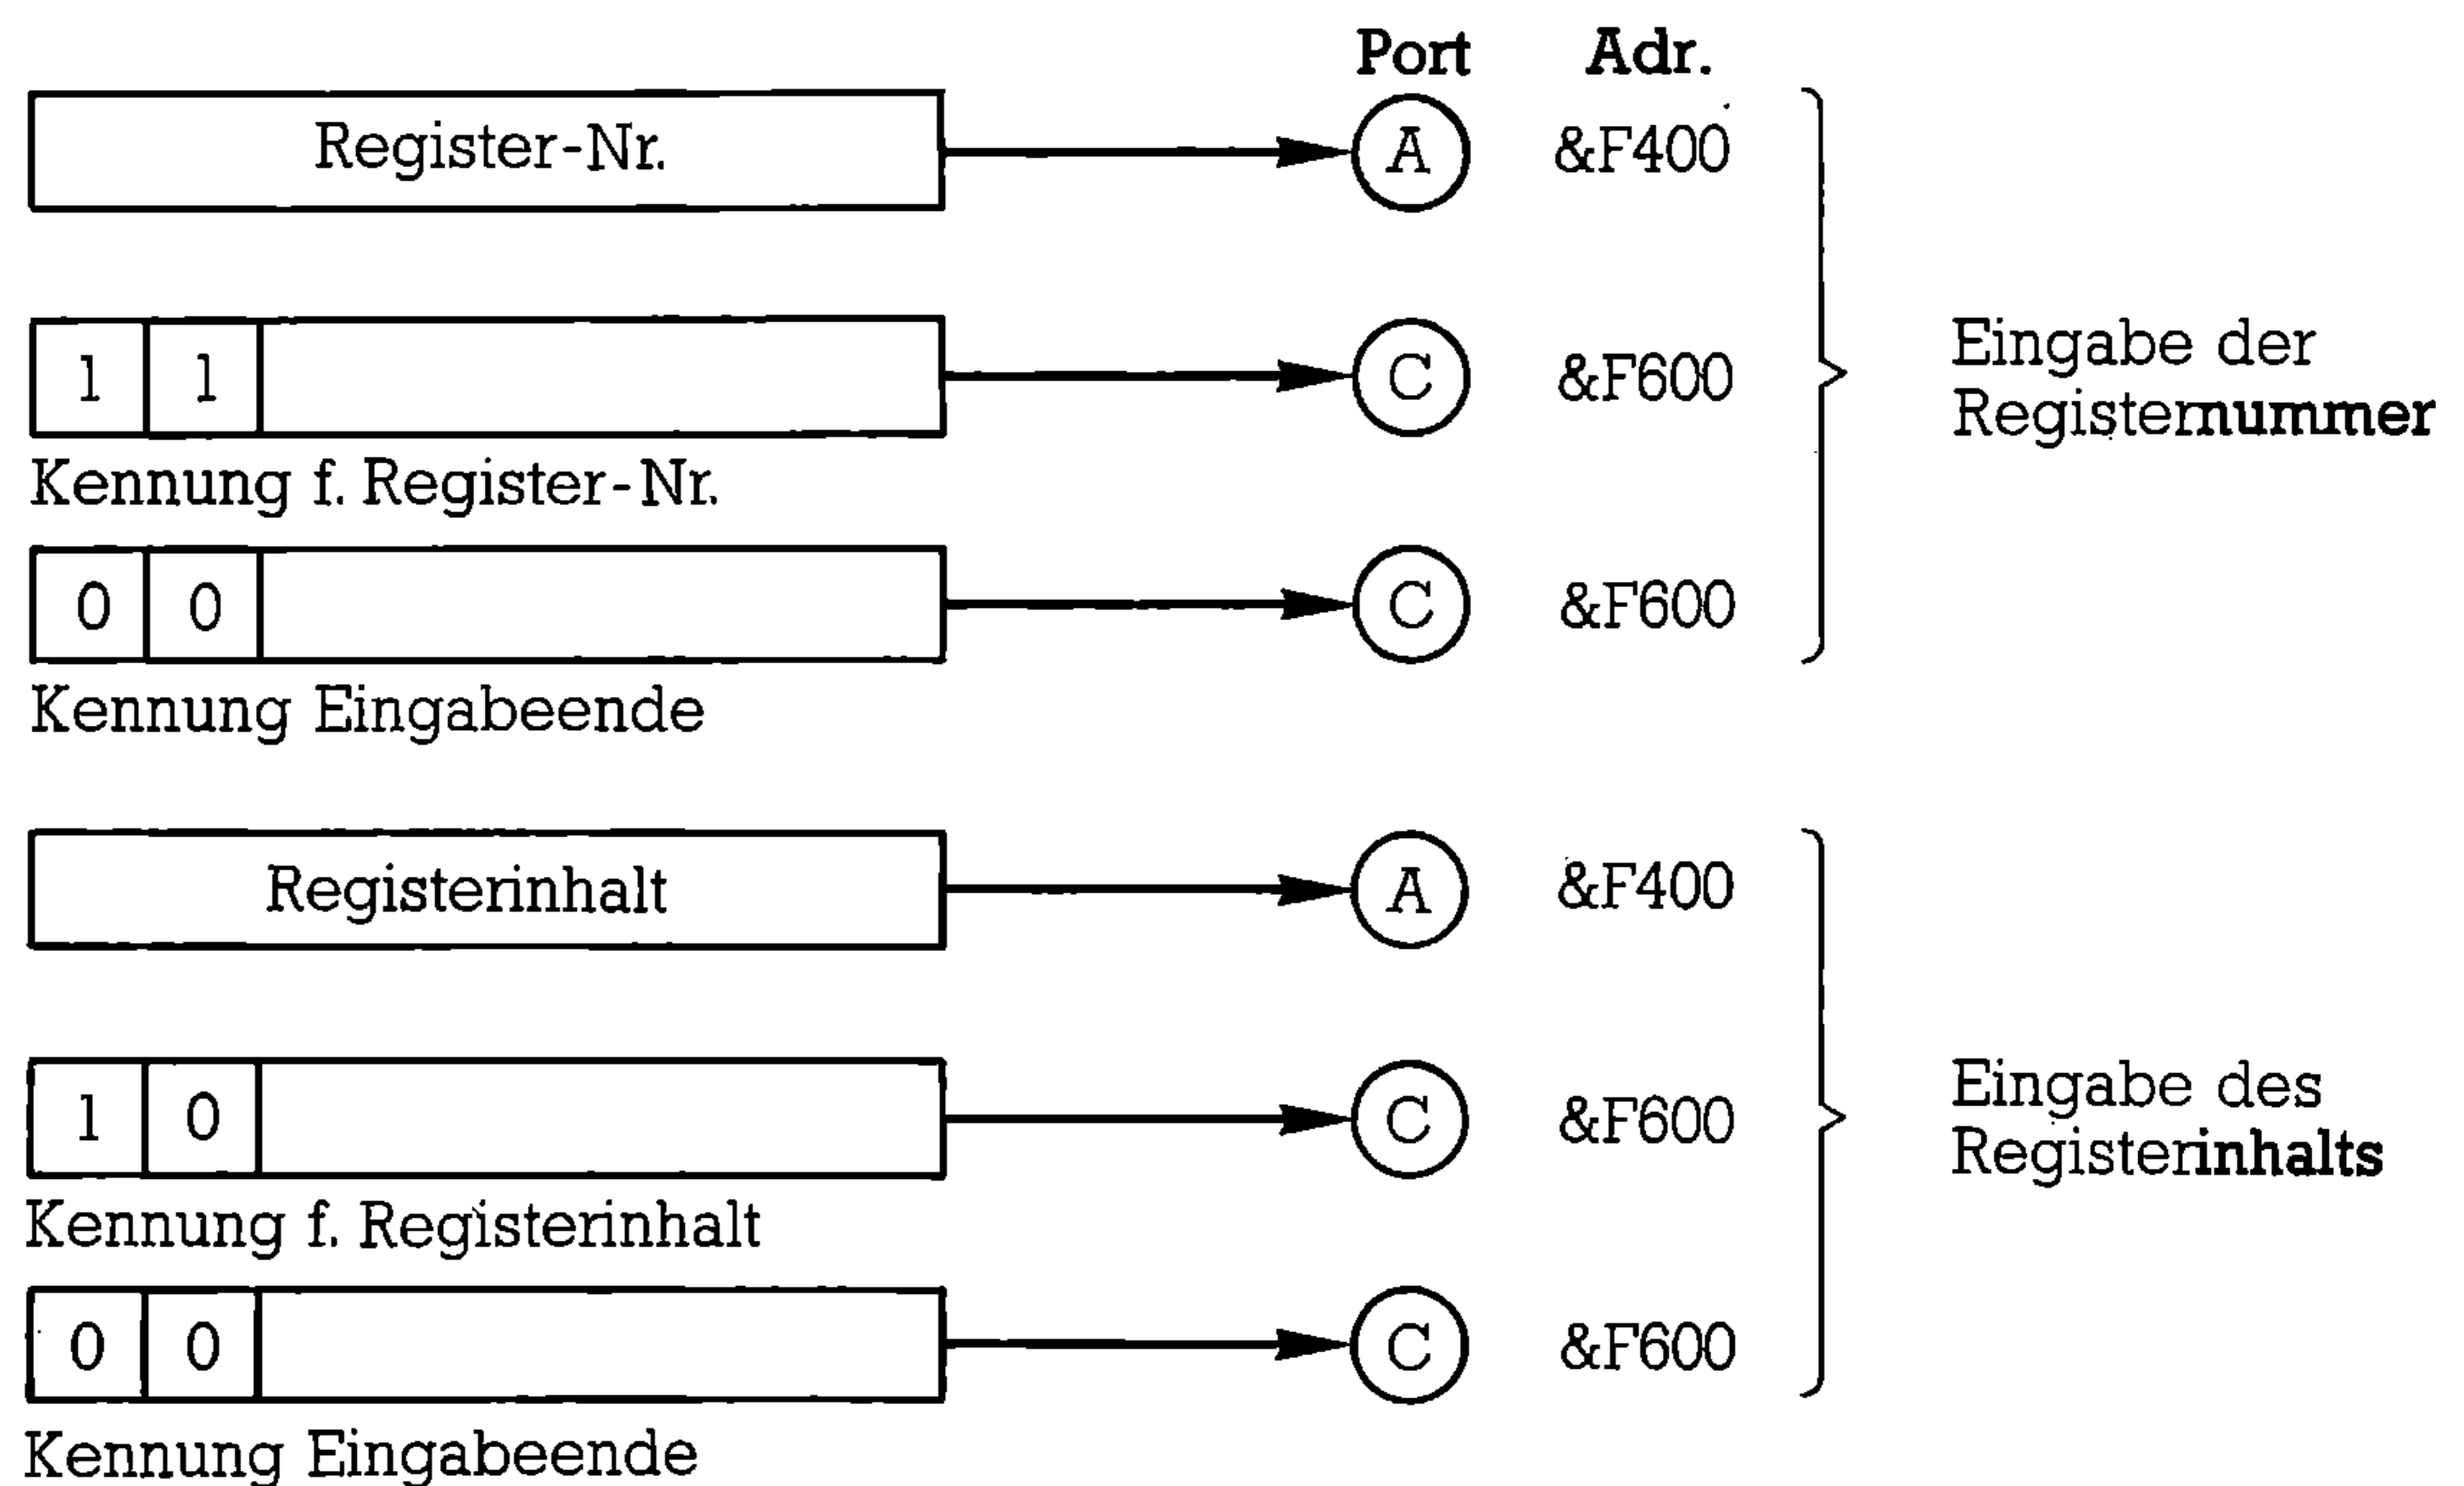 Port Adr.
Register-Nr. A &F400
1 1 C &F600
Kennung f. Register-Nr.
Eingabe der
Registernummer
0 0 C &F600
Kennung Eingabeende
Registerinhalt A &F400
1 0 C &F600
Kennung f. Registerinhalt
Eingabe des
Registerinhalts
0 0 C &F600
Kennung Eingabeende